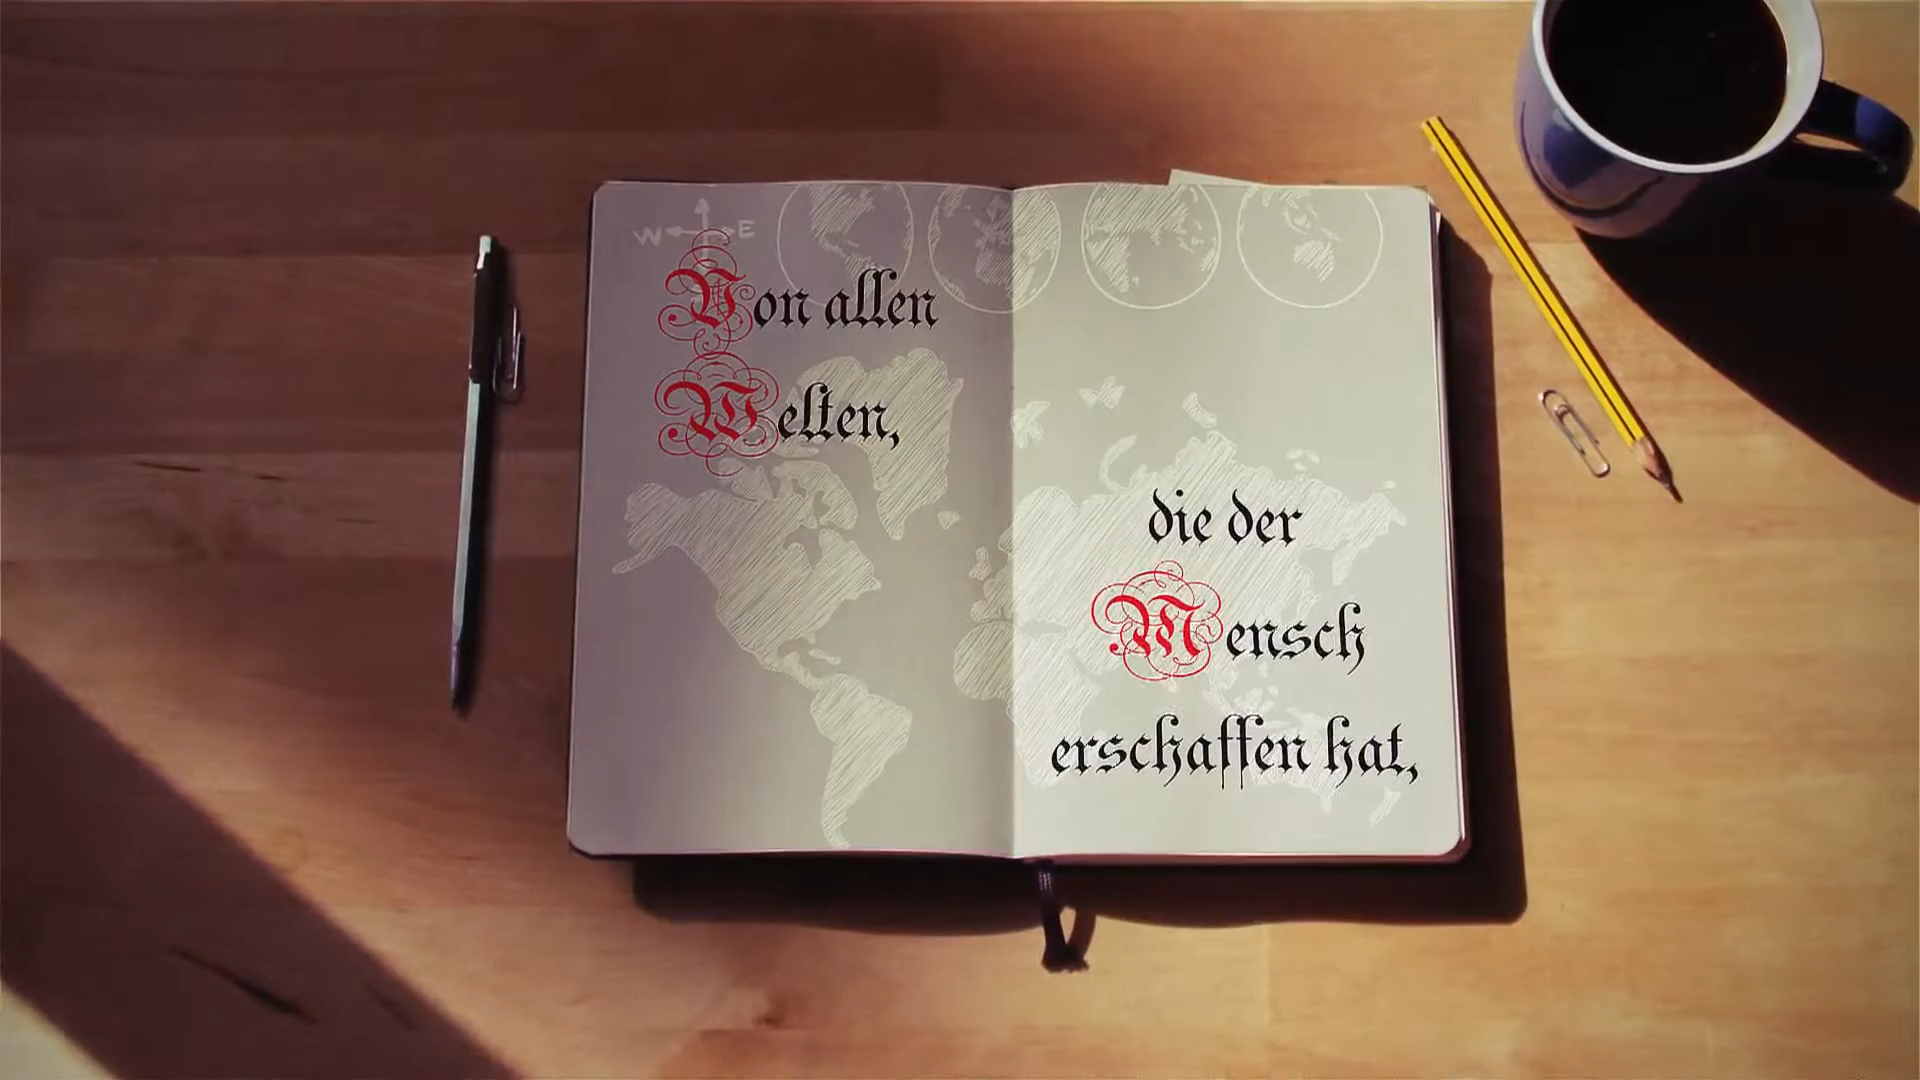 W E
Von allen
Welten,
die der
Mensch
erschaffen hat,